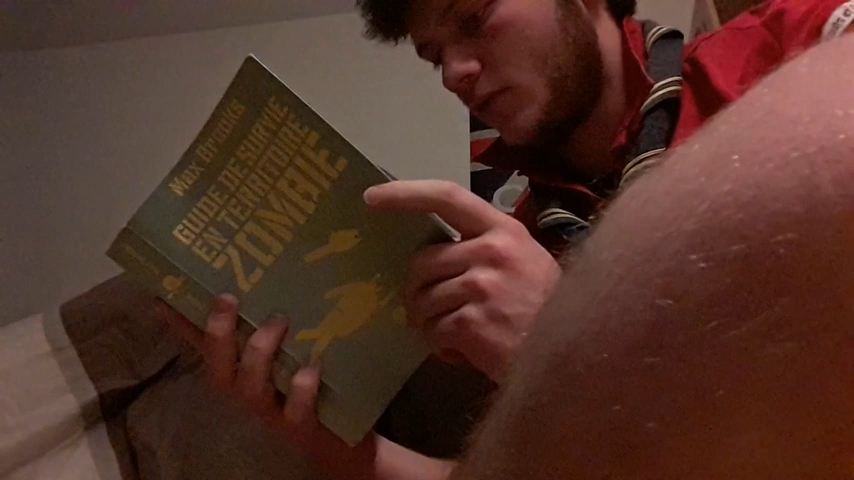 Max Brooks
GUIDE DE SURVIE
EN TERRITOIRE
ZOMBIE